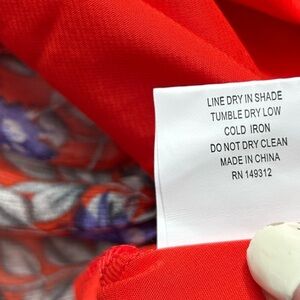 LINE DRY IN SHADE
TUMBLE DRY LOW
COLD IRON
DO NOT DRY CLEAN
MADE IN CHINA
RN 149312